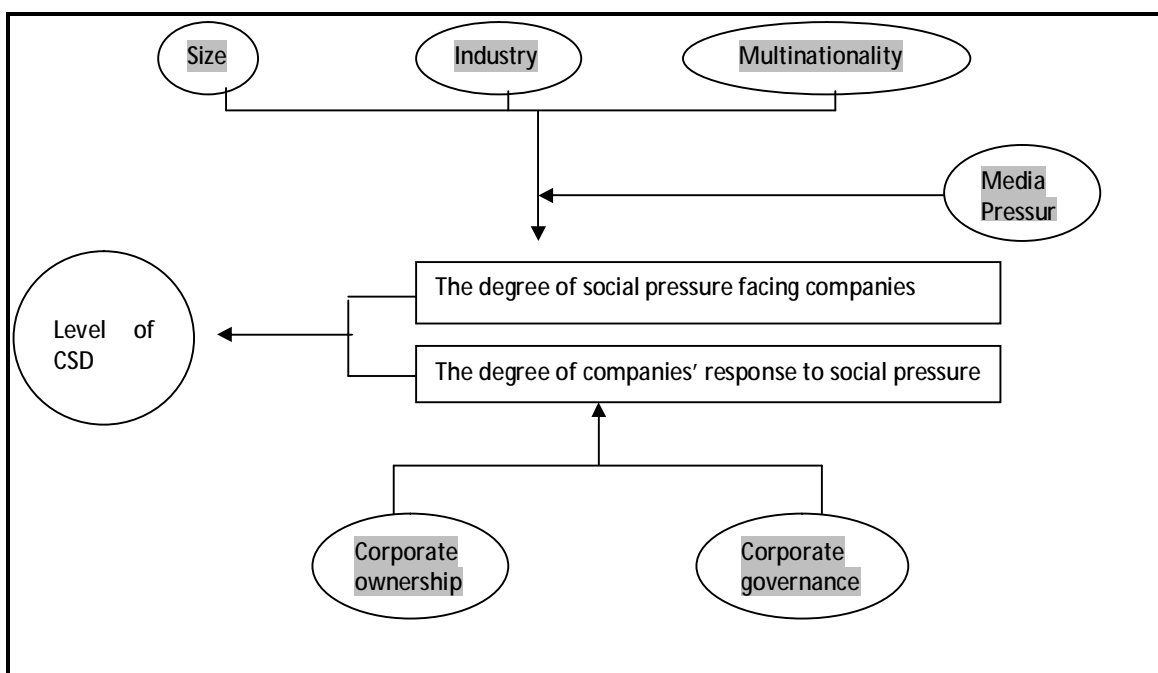 Size
Industry
Multinationality
Media
Pressur
The degree of social pressure facing companies
Level of
CSD
The degree of companies’ response to social pressure
Corporate
ownership
Corporate
governance